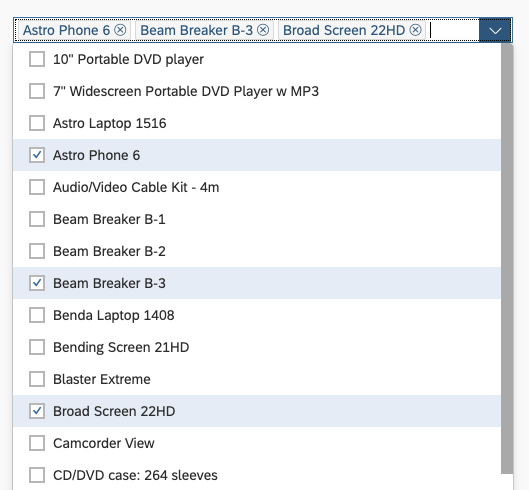 Astro Phone 6 Beam Breaker B-3 Broad Screen 22HD
10" Portable DVD player
7" Widescreen Portable DVD Player w MP3
Astro Laptop 1516
Astro Phone 6
Audio/Video Cable Kit - 4m
Beam Breaker B-1
Beam Breaker B-2
Beam Breaker B-3
Benda Laptop 1408
Bending Screen 21HD
Blaster Extreme
Broad Screen 22HD
Camcorder View
CD/DVD case: 264 sleeves